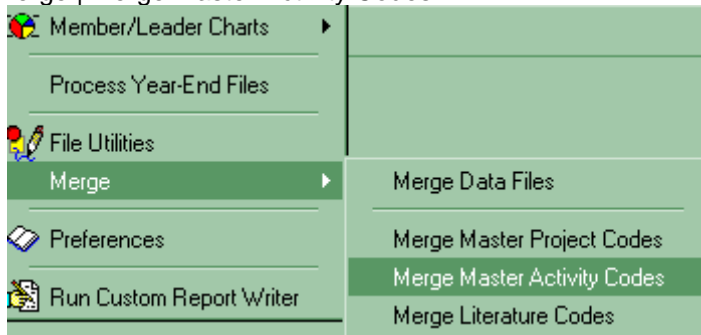 Member/Leader Charts
Process Year-End Files
File Utilities
Merge
Preferences
Run Custom Report Writer
Merge Data Files
Merge Master Project Codes
Merge Master Activity Codes
Merge Literature Codes